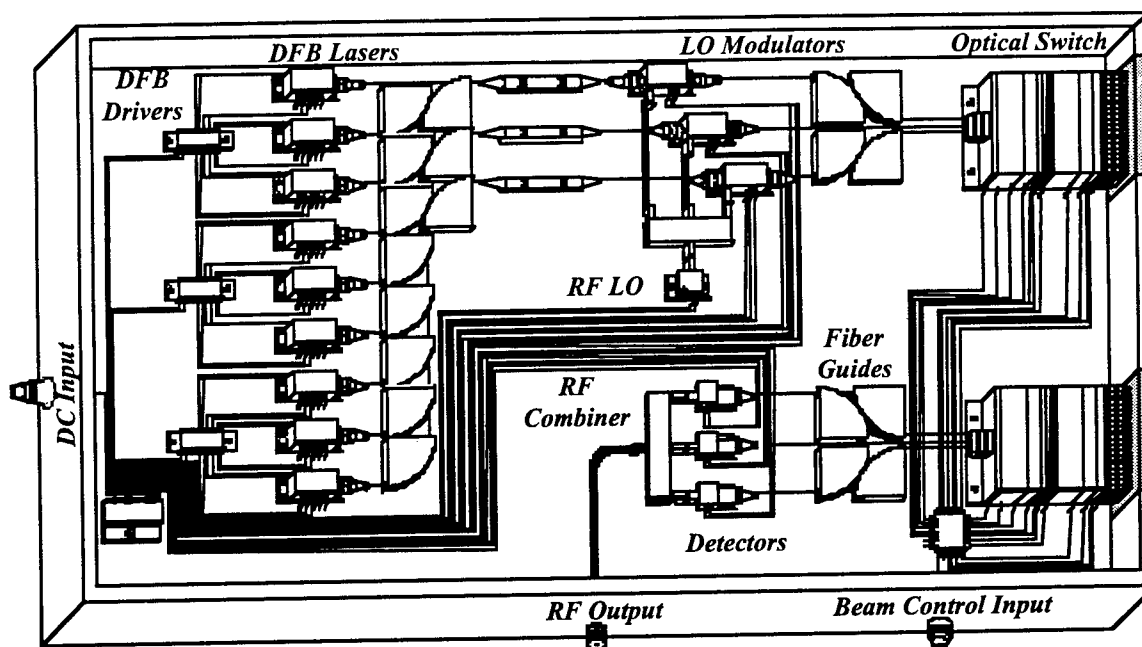 DFB Lasers
LO Modulators
Optical Switch
DFB
Drivers
RF LO
Fiber
Guides
RF
Combiner
DC Input
Detectors
RF Output
Beam Control Input